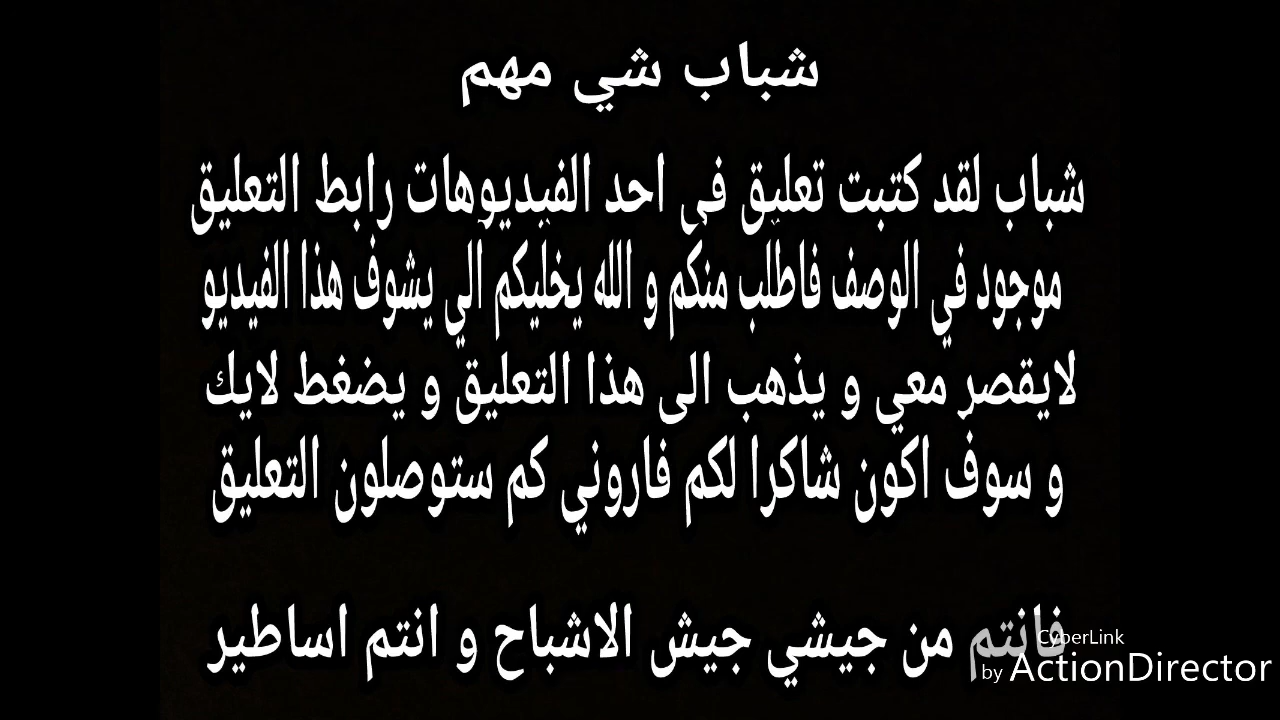 شباب شي مهم
شباب لقد كتبت تعليق في احد الفيديوهات رابط التعليق
موجود في الوصف فاطلب منكم و الله يخليكم الي يشوف هذا الفيديو
لايقصر معي و يذهب الى هذا التعليق و يضغط لايك
و سوف اكون شاكرا لكم فاروني كم ستوصلون التعليق
فانتم من جيشي جيش الاشباح و انتم اساطير
CyberLink
by ActionDirector